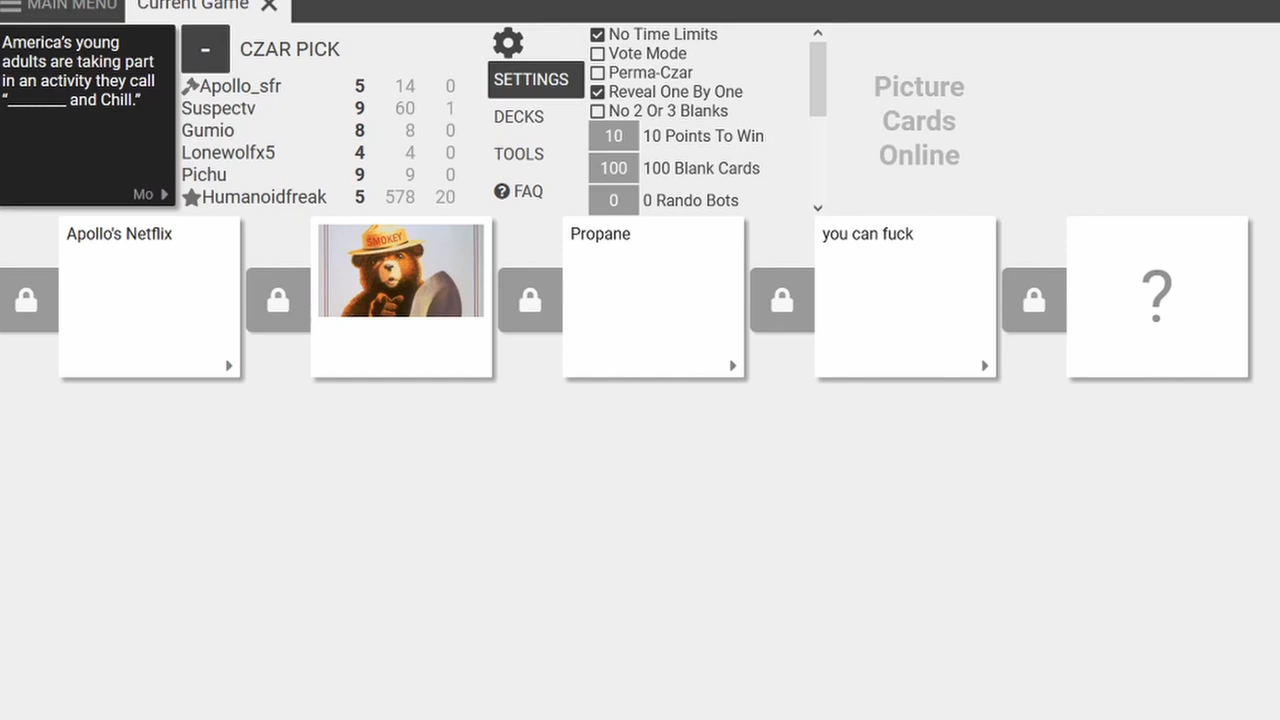 MAIN MENU
Current Game
America's young
adults are taking part
in an activity they call
"_______ and Chill."
Mo
-
CZAR PICK
Apollo_sfr 5 14 0
Suspectv 9 60 1
Gumio 8 8 0
Lonewolfx5 4 4 0
Pichu 9 9 0
Humanoidfreak 5 578 20
SETTINGS
DECKS
TOOLS
? FAQ
No Time Limits
Vote Mode
Perma-Czar
Reveal One By One
No 2 Or 3 Blanks
10 10 Points To Win
100 100 Blank Cards
0 0 Rando Bots
Picture
Cards
Online
Apollo's Netflix
SMOKEY
Propane
you can fuck
?